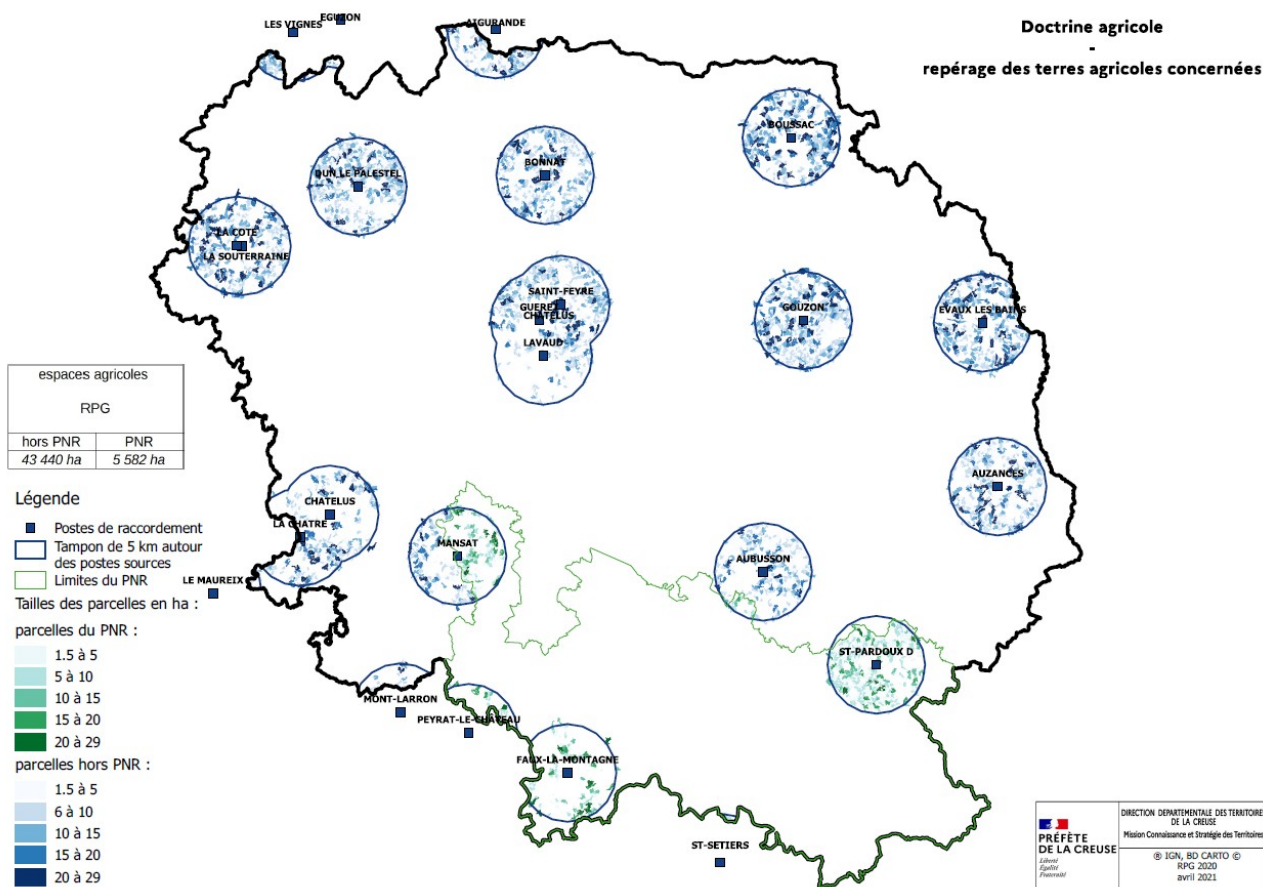 Doctrine agricole
-
repérage des terres agricoles concernées
LES VIGNES
EGUZON
AIGURANDE
BOUSSAC
BONNAT
DUN LE PALESTEL
LA COTE
LA SOUTERRAINE
SAINT-FEYRE
GUERET
CHATELUS
LAVAUD
GOUZON
EVAUX LES BAINS
AUZANCES
CHATELUS
LA CHATRE
MANSAT
AUBUSSON
LE MAUREIX
ST-PARDOUX D
MONT-LARRON
PEYRAT-LE-CHÂTEAU
FAUX-LA-MONTAGNE
ST-SETIERS
espaces agricoles
RPG
hors PNR PNR
43 440 ha 5 582 ha
Légende
Postes de raccordement
Tampon de 5 km autour
des postes sources
Limites du PNR
Tailles des parcelles en ha :
parcelles du PNR :
1.5 à 5
5 à 10
10 à 15
15 à 20
20 à 29
parcelles hors PNR :
1.5 à 5
6 à 10
10 à 15
15 à 20
20 à 29
PRÉFÈTE
DE LA CREUSE
Liberté
Égalité
Fraternité
DIRECTION DEPARTEMENTALE DES TERRITOIRES
DE LA CREUSE
Mission Connaissance et Stratégie des Territoires
® IGN, BD CARTO ©
RPG 2020
avril 2021